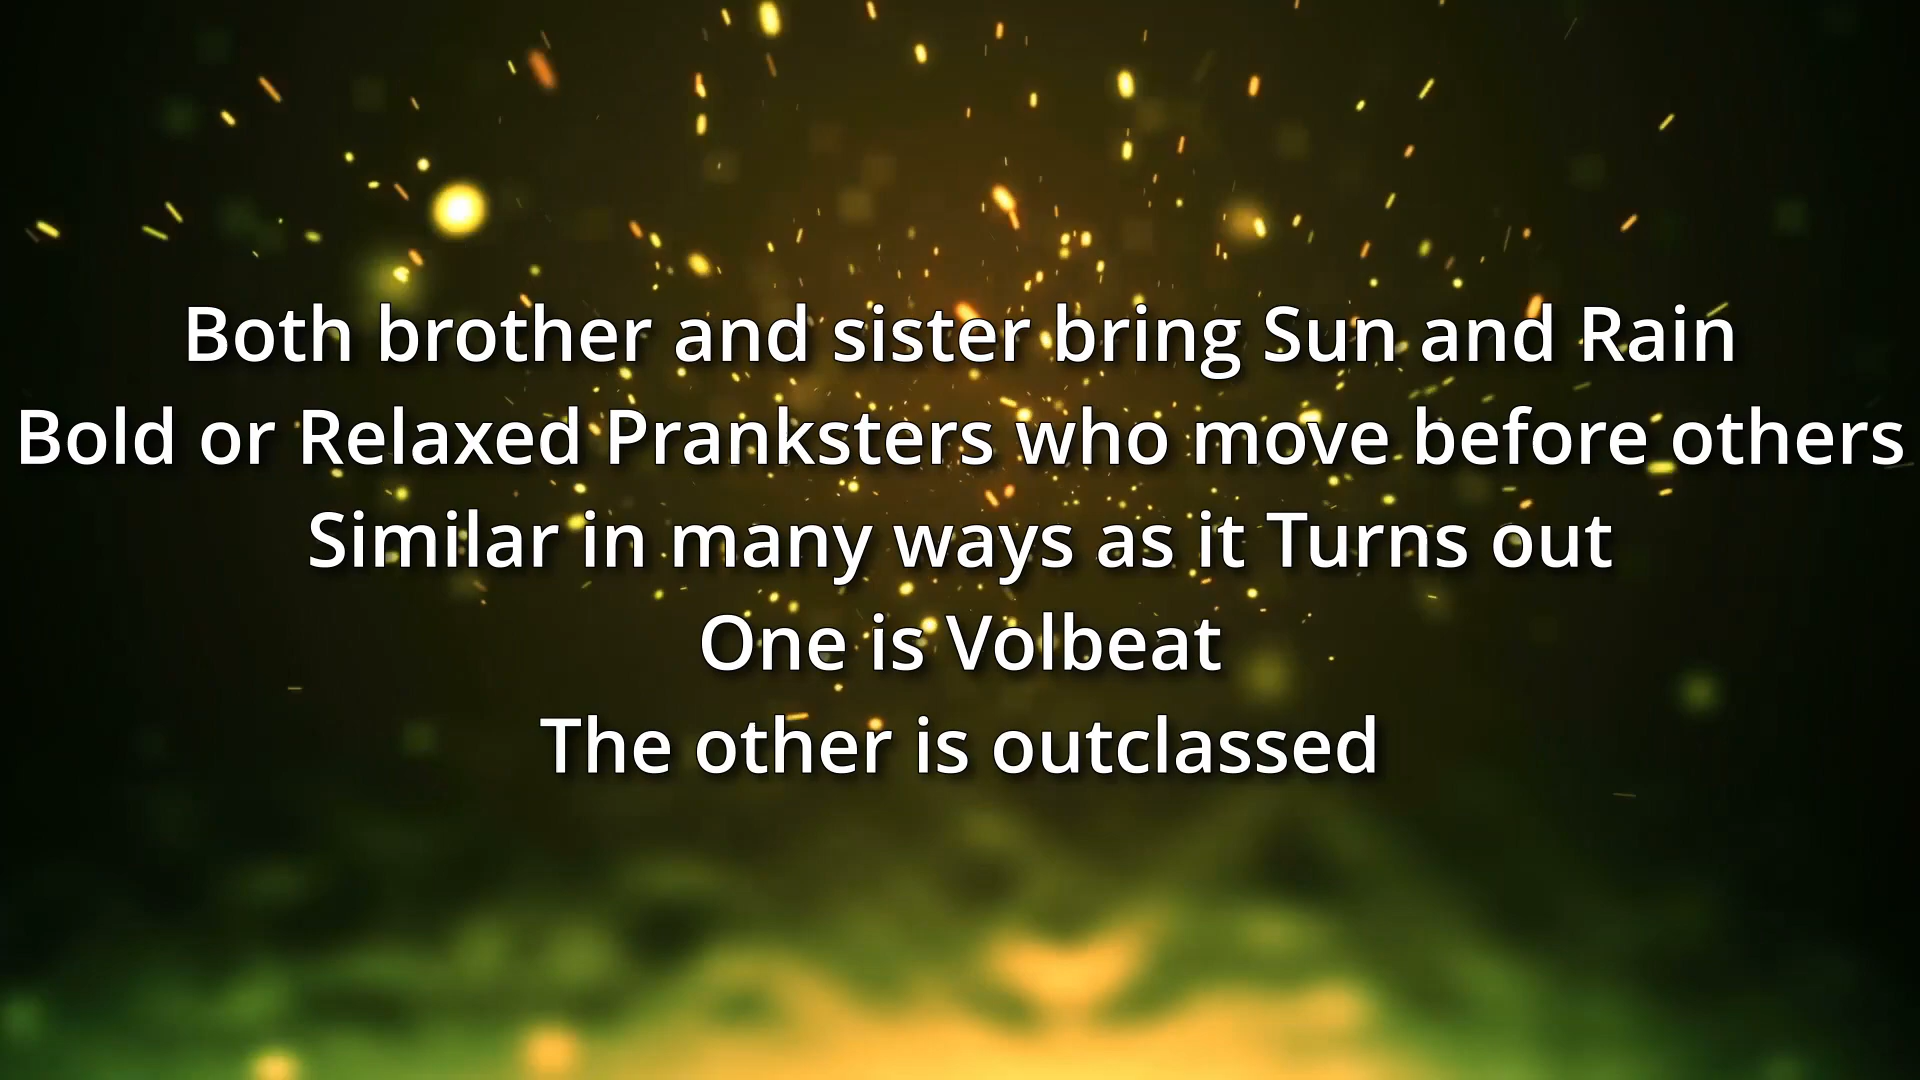 Both brother and sister bring Sun and Rain
Bold or Relaxed Pranksters who move before others
Similar in many ways as it Turns out
One is Volbeat
The other is outclassed